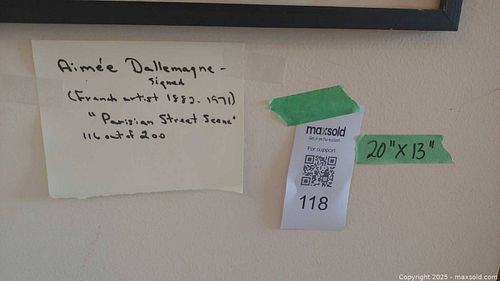 Aimée Dallemagne -
Signed
(French artist 1882-1971)
"Parisian Street Scene"
116 out of 200
maxsold
For support
118
20" X 13"
Copyright © 2025 - maxsold.com